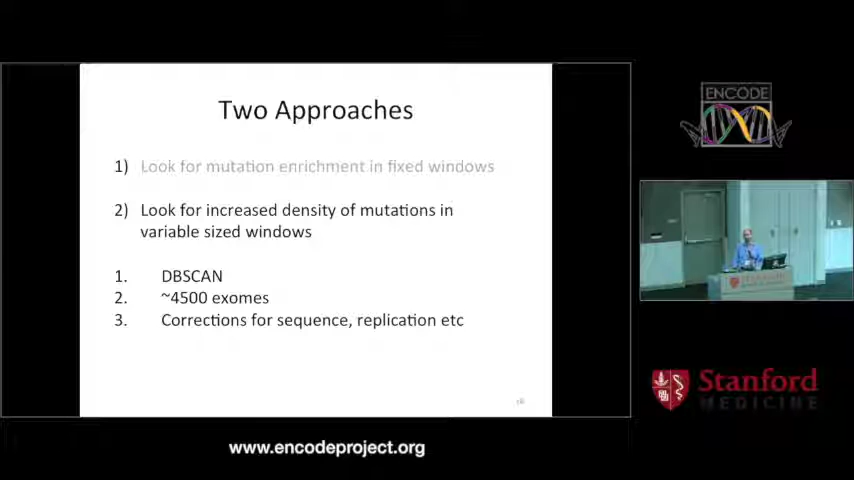 Two Approaches
1) Look for mutation enrichment in fixed windows
2) Look for increased density of mutations in
variable sized windows
1. DBSCAN
2. ~4500 exomes
3. Corrections for sequence, replication etc
ENCODE
Stanford
MEDICINE
www.encodeproject.org